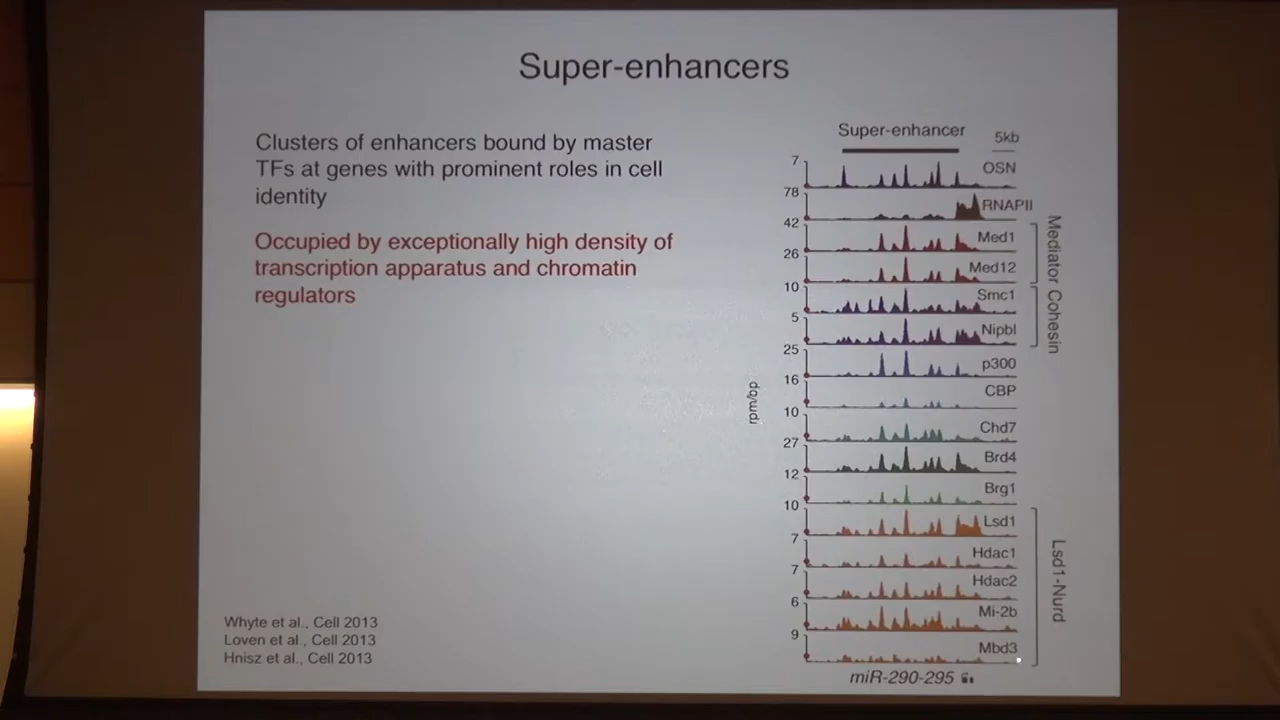 Super-enhancers
Clusters of enhancers bound by master
TFs at genes with prominent roles in cell
identity
Occupied by exceptionally high density of
transcription apparatus and chromatin
regulators
Whyte et al., Cell 2013
Loven et al., Cell 2013
Hnisz et al., Cell 2013
Super-enhancer
5kb
7
OSN
78
RNAPII
42
Med1
26
Med12
10
Smc1
5
Nipbl
25
p300
16
CBP
10
Chd7
27
Brd4
12
Brg1
10
Lsd1
7
Hdac1
7
Hdac2
6
Mi-2b
9
Mbd3
rpm/bp
Mediator
Cohesin
Lsd1-Nurd
miR-290-295